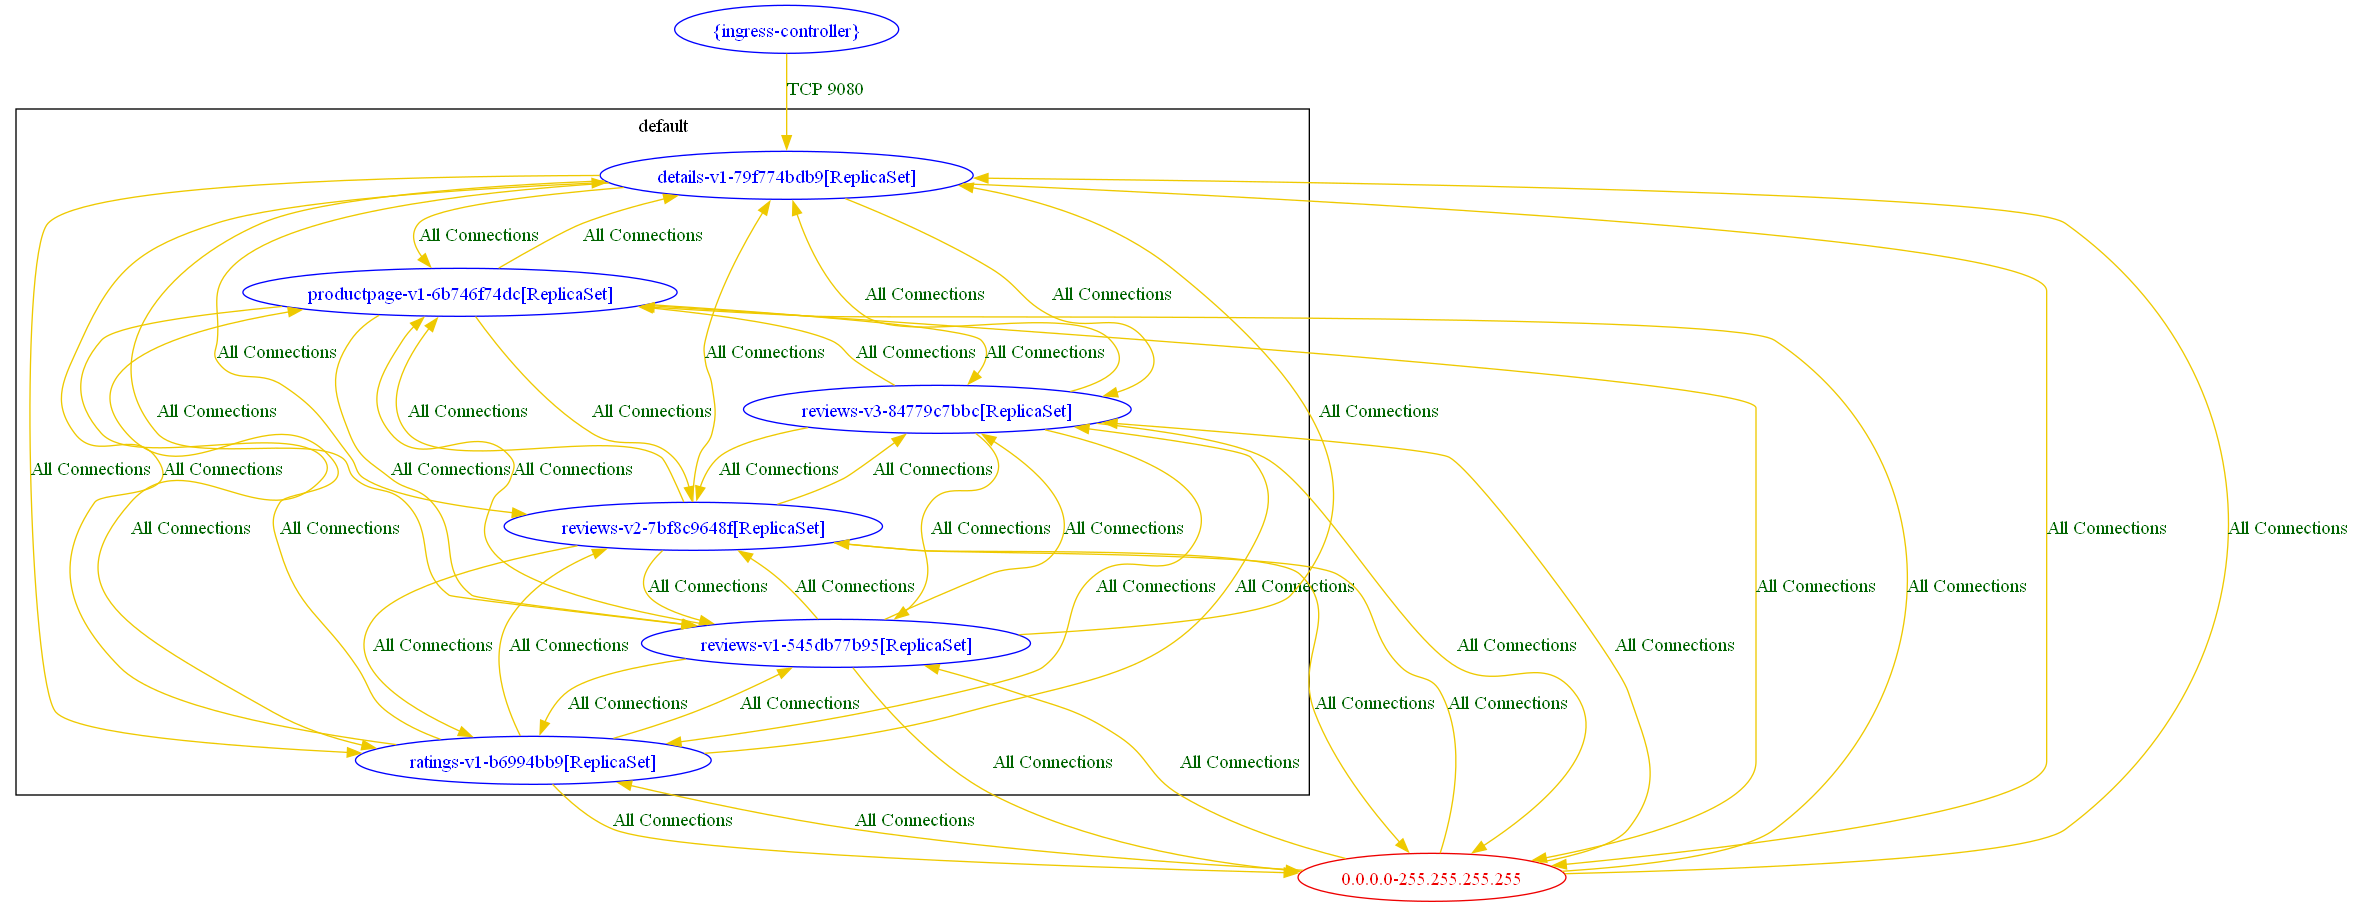 {ingress-controller}
TCP 9080
default
details-v1-79f774bdb9[ReplicaSet]
All Connections
All Connections
productpage-v1-6b746f74dc[ReplicaSet]
All Connections
All Connections
All Connections
All Connections
All Connections
All Connections
All Connections
All Connections
All Connections
reviews-v3-84779c7bbc[ReplicaSet]
All Connections
All Connections
All Connections
All Connections
All Connections
All Connections
All Connections
All Connections
reviews-v2-7bf8c9648f[ReplicaSet]
All Connections
All Connections
All Connections
All Connections
All Connections
All Connections
All Connections
All Connections
All Connections
All Connections
All Connections
All Connections
reviews-v1-545db77b95[ReplicaSet]
All Connections
All Connections
All Connections
All Connections
All Connections
All Connections
All Connections
All Connections
ratings-v1-b6994bb9[ReplicaSet]
All Connections
All Connections
All Connections
All Connections
0.0.0.0-255.255.255.255